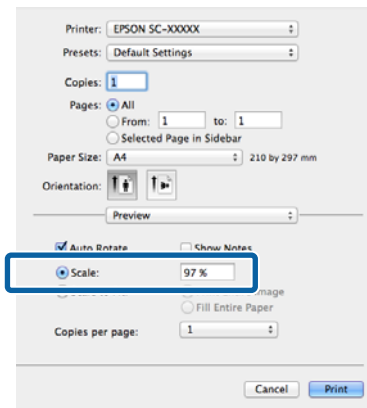 Printer: EPSON SC-XXXXX
Presets: Default Settings
Copies: 1
Pages: All
From: 1 to: 1
Selected Page in Sidebar
Paper Size: A4 210 by 297 mm
Orientation:
Preview
Auto Rotate Show Notes
Scale: 97 %
Image
Fill Entire Paper
Copies per page: 1
Cancel Print